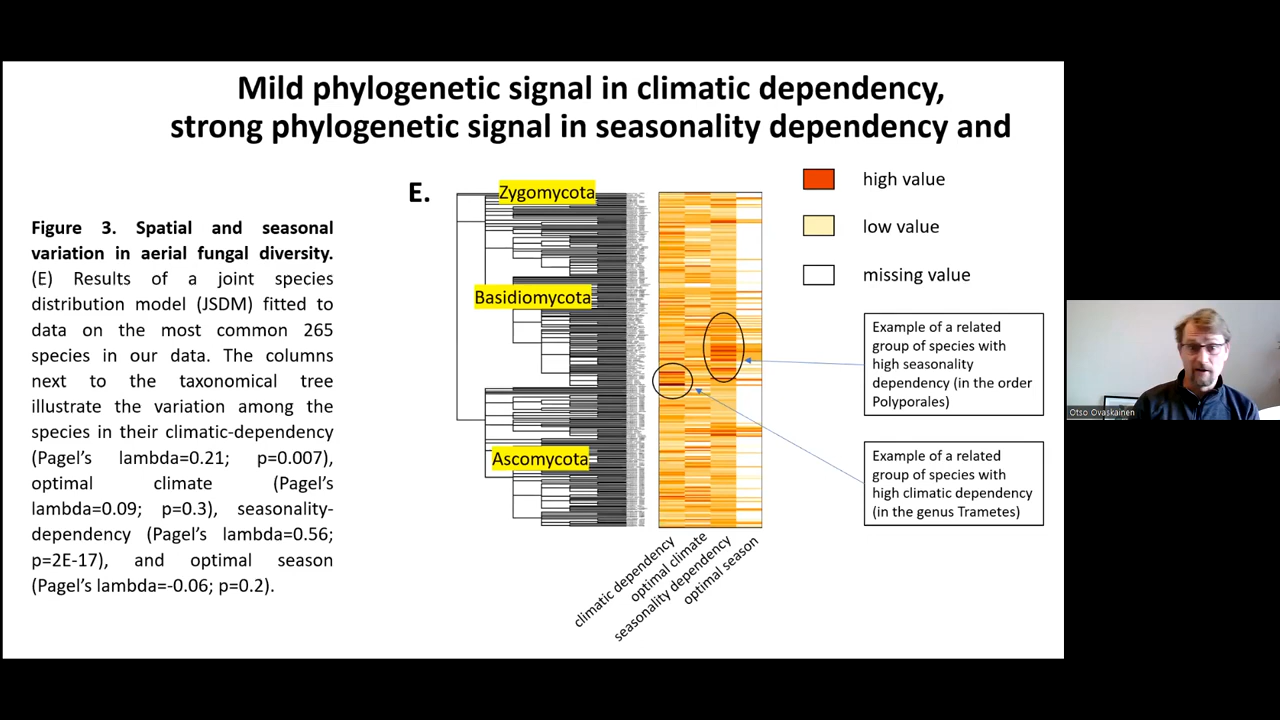 Mild phylogenetic signal in climatic dependency,
strong phylogenetic signal in seasonality dependency and
Figure 3. Spatial and seasonal
variation in aerial fungal diversity.
(E) Results of a joint species
distribution model (JSDM) fitted to
data on the most common 265
species in our data. The columns
next to the taxonomical tree
illustrate the variation among the
species in their climatic-dependency
(Pagel's lambda=0.21; p=0.007),
optimal climate (Pagel's
lambda=0.09; p=0.3), seasonality-
dependency (Pagel's lambda=0.56;
p=2E-17), and optimal season
(Pagel's lambda=-0.06; p=0.2).
E.
Zygomycota
Basidiomycota
Ascomycota
climatic dependency
optimal climate
seasonality dependency
optimal season
high value
low value
missing value
Example of a related
group of species with
high seasonality
dependency (in the order
Polyporales)
Example of a related
group of species with
high climatic dependency
(in the genus Trametes)
Otso Ovaskainen